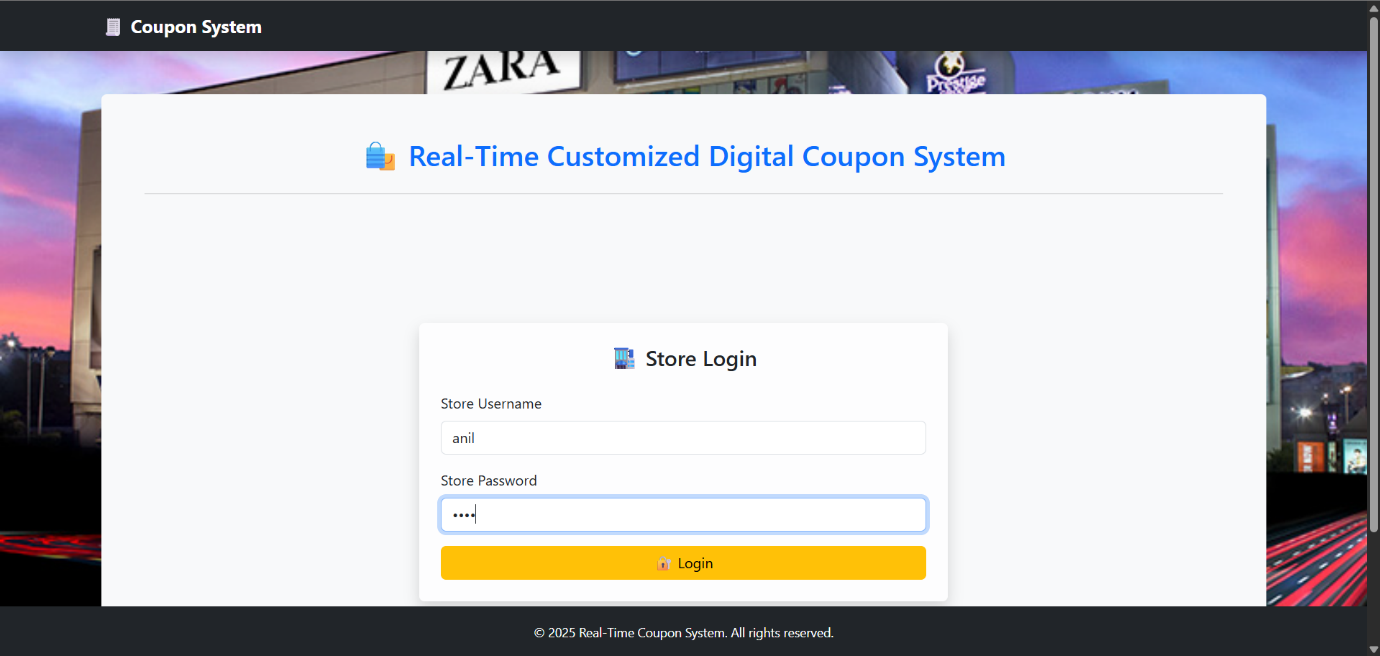 Coupon System
ZARA
Prestige
Real-Time Customized Digital Coupon System
Store Login
Store Username
anil
Store Password
••••
Login
© 2025 Real-Time Coupon System. All rights reserved.